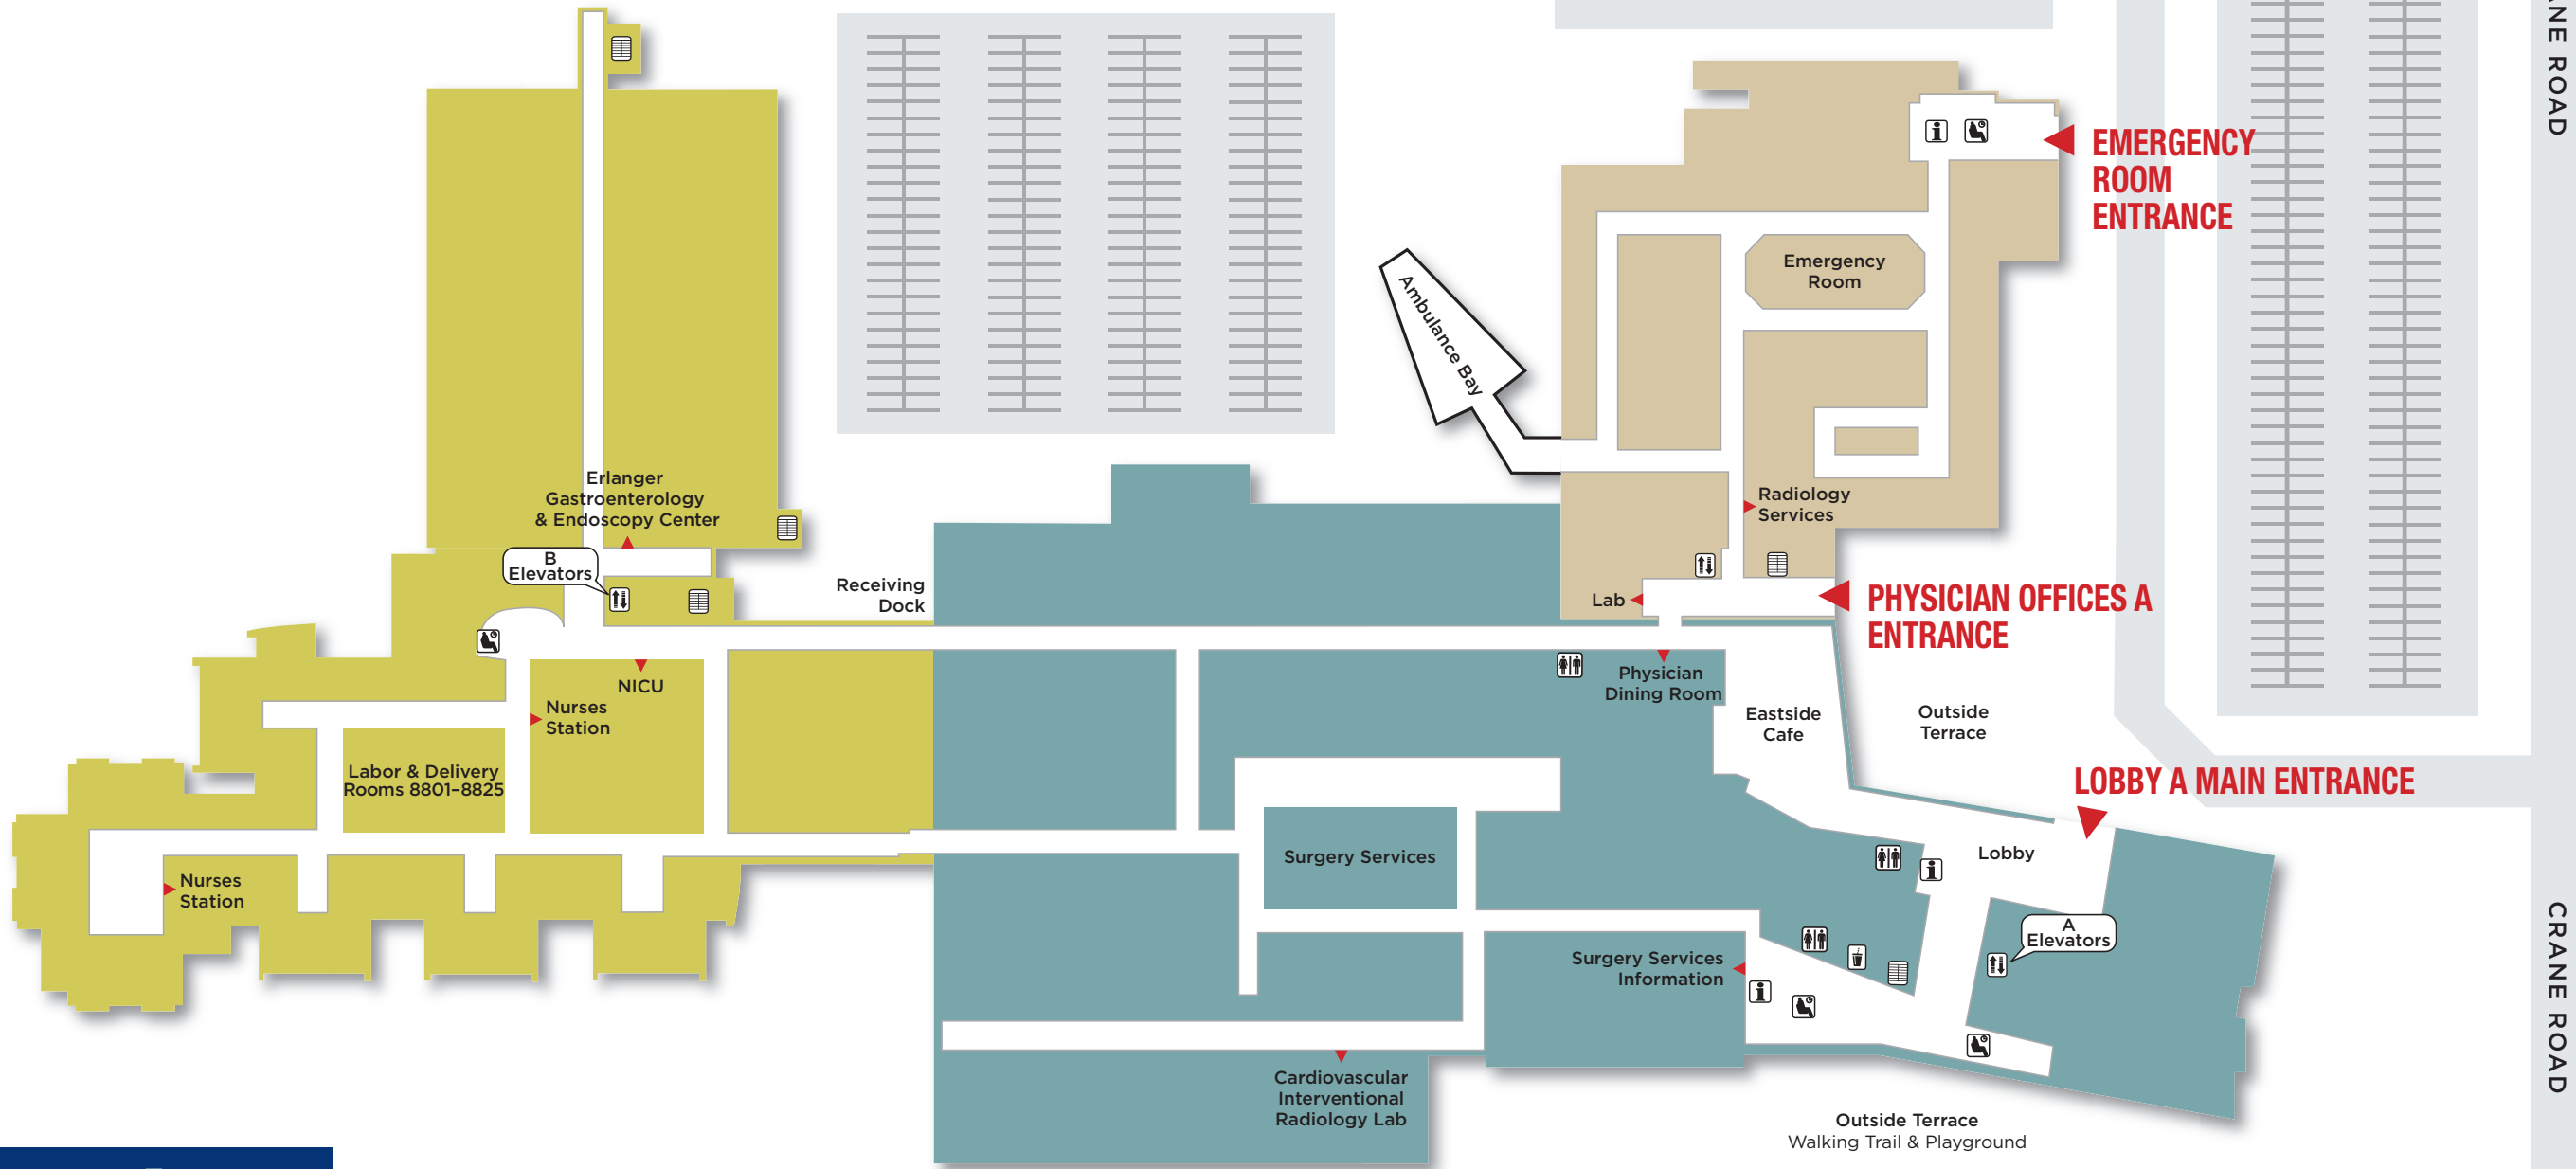 CRANE ROAD
EMERGENCY
ROOM
ENTRANCE
Emergency
Room
Ambulance Bay
Erlanger
Gastroenterology
& Endoscopy Center
Radiology
Services
B
Elevators
Receiving
Dock
Lab
PHYSICIAN OFFICES A
ENTRANCE
NICU
Physician
Dining Room
Nurses
Station
Eastside
Cafe
Outside
Terrace
Labor & Delivery
Rooms 8801–8825
LOBBY A MAIN ENTRANCE
Surgery Services
Lobby
Nurses
Station
A
Elevators
Surgery Services
Information
CRANE ROAD
Cardiovascular
Interventional
Radiology Lab
Outside Terrace
Walking Trail & Playground